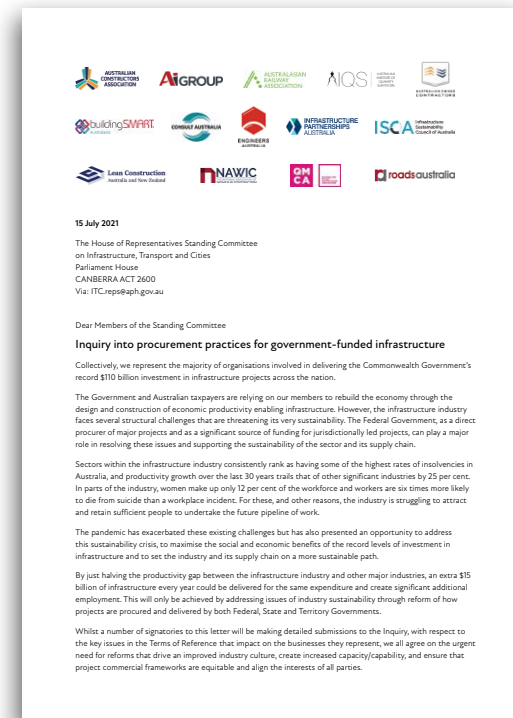 AUSTRALIAN
CONSTRUCTORS
ASSOCIATION
Ai GROUP
AUSTRALASIAN
RAILWAY
ASSOCIATION
AIQS
AUSTRALIAN
INSTITUTE OF
QUANTITY
SURVEYORS
AUSTRALIAN OWNED
CONTRACTORS
buildingSMART
AUSTRALASIA
CONSULT AUSTRALIA
ENGINEERS
AUSTRALIA
INFRASTRUCTURE
PARTNERSHIPS
AUSTRALIA
ISCA
Infrastructure
Sustainability
Council of Australia
Lean Construction
Australia and New Zealand
NAWIC
QM
CA
roadsaustralia
15 July 2021
The House of Representatives Standing Committee
on Infrastructure, Transport and Cities
Parliament House
CANBERRA ACT 2600
Via: ITC.reps@aph.gov.au
Dear Members of the Standing Committee
Inquiry into procurement practices for government-funded infrastructure
Collectively, we represent the majority of organisations involved in delivering the Commonwealth Government's
record $110 billion investment in infrastructure projects across the nation.
The Government and Australian taxpayers are relying on our members to rebuild the economy through the
design and construction of economic productivity enabling infrastructure. However, the infrastructure industry
faces several structural challenges that are threatening its very sustainability. The Federal Government, as a direct
procurer of major projects and as a significant source of funding for jurisdictionally led projects, can play a major
role in resolving these issues and supporting the sustainability of the sector and its supply chain.
Sectors within the infrastructure industry consistently rank as having some of the highest rates of insolvencies in
Australia, and productivity growth over the last 30 years trails that of other significant industries by 25 per cent.
In parts of the industry, women make up only 12 per cent of the workforce and workers are six times more likely
to die from suicide than a workplace incident. For these, and other reasons, the industry is struggling to attract
and retain sufficient people to undertake the future pipeline of work.
The pandemic has exacerbated these existing challenges but has also presented an opportunity to address
this sustainability crisis, to maximise the social and economic benefits of the record levels of investment in
infrastructure and to set the industry and its supply chain on a more sustainable path.
By just halving the productivity gap between the infrastructure industry and other major industries, an extra $15
billion of infrastructure every year could be delivered for the same expenditure and create significant additional
employment. This will only be achieved by addressing issues of industry sustainability through reform of how
projects are procured and delivered by both Federal, State and Territory Governments.
Whilst a number of signatories to this letter will be making detailed submissions to the Inquiry, with respect to
the key issues in the Terms of Reference that impact on the businesses they represent, we all agree on the urgent
need for reforms that drive an improved industry culture, create increased capacity/capability, and ensure that
project commercial frameworks are equitable and align the interests of all parties.